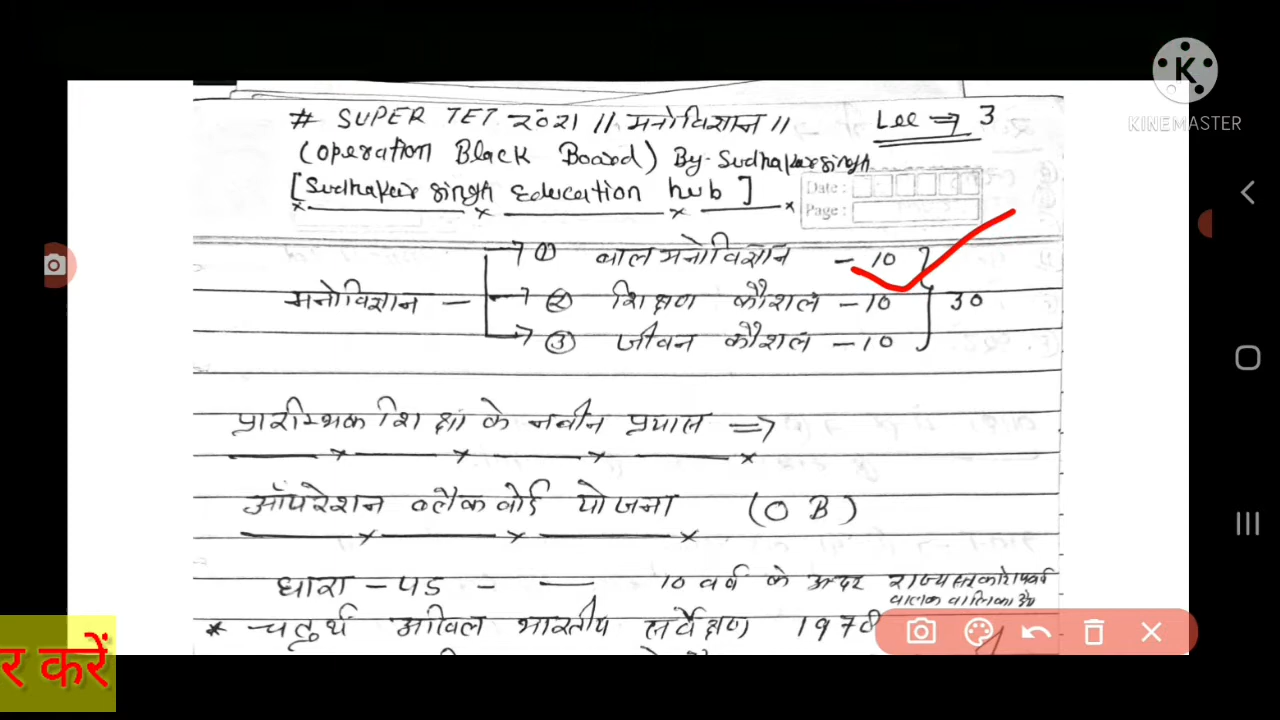 # SUPER TET २०२१ // मनोविज्ञान // Lec ⇒ 3
(Operation Black Board) By- Sudhakar singh
[Sudhakar singh Education hub]
Date :
Page :
→ ① बाल मनोविज्ञान - 10
मनोविज्ञान - → ② शिक्षण कौशल - 10 } 30
→ ③ जीवन कौशल - 10
प्रारम्भिक शिक्षा के नवीन प्रयास ⇒
ऑपरेशन ब्लैक बोर्ड योजना (O B)
धारा - ५५ - — 10 वर्ष के अन्दर
बालक बालिका
* चतुर्थ अखिल भारतीय सर्वेक्षण 1978
र करें
K
KINEMASTER